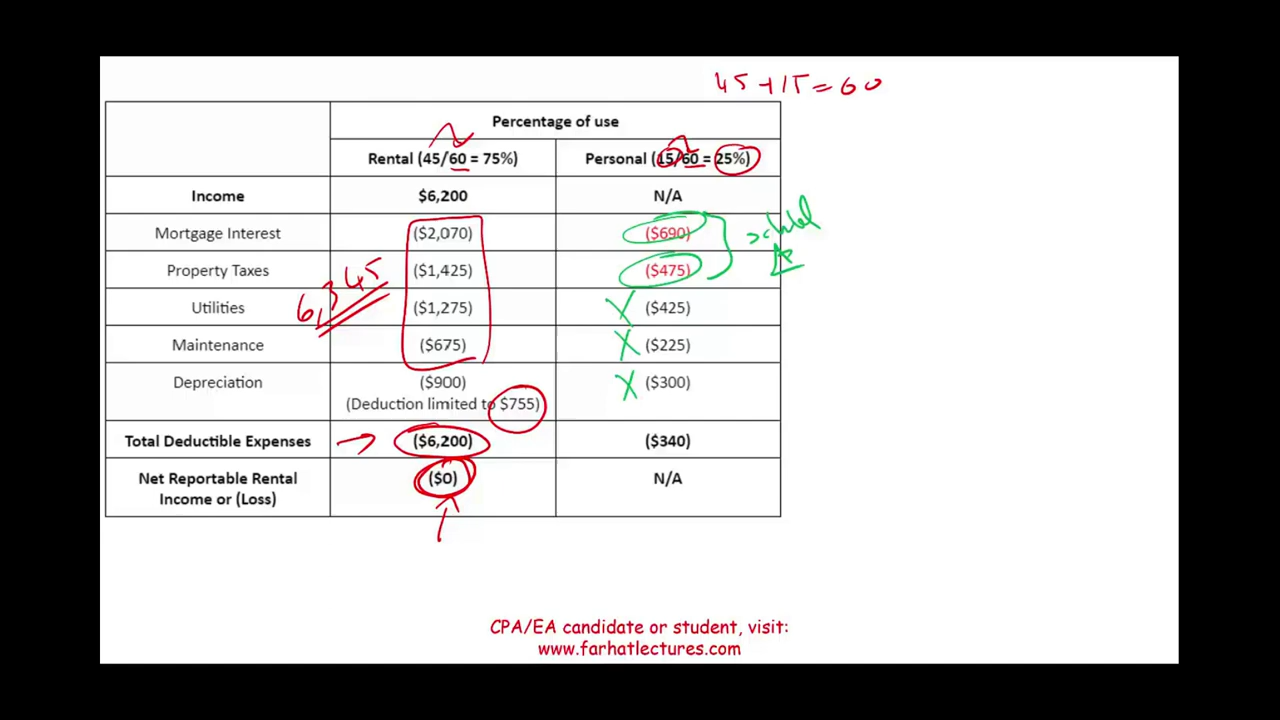 45 + 15 = 60
Percentage of use
Rental (45/60 = 75%) Personal (15/60 = 25%)
Income $6,200 N/A
Mortgage Interest ($2,070) ($690)
Property Taxes ($1,425) ($475)
6,345
Utilities ($1,275) X ($425)
Maintenance ($675) X ($225)
Depreciation ($900) X ($300)
(Deduction limited to $755)
Total Deductible Expenses ($6,200) ($340)
Net Reportable Rental ($0) N/A
Income or (Loss)
CPA/EA candidate or student, visit:
www.farhatlectures.com